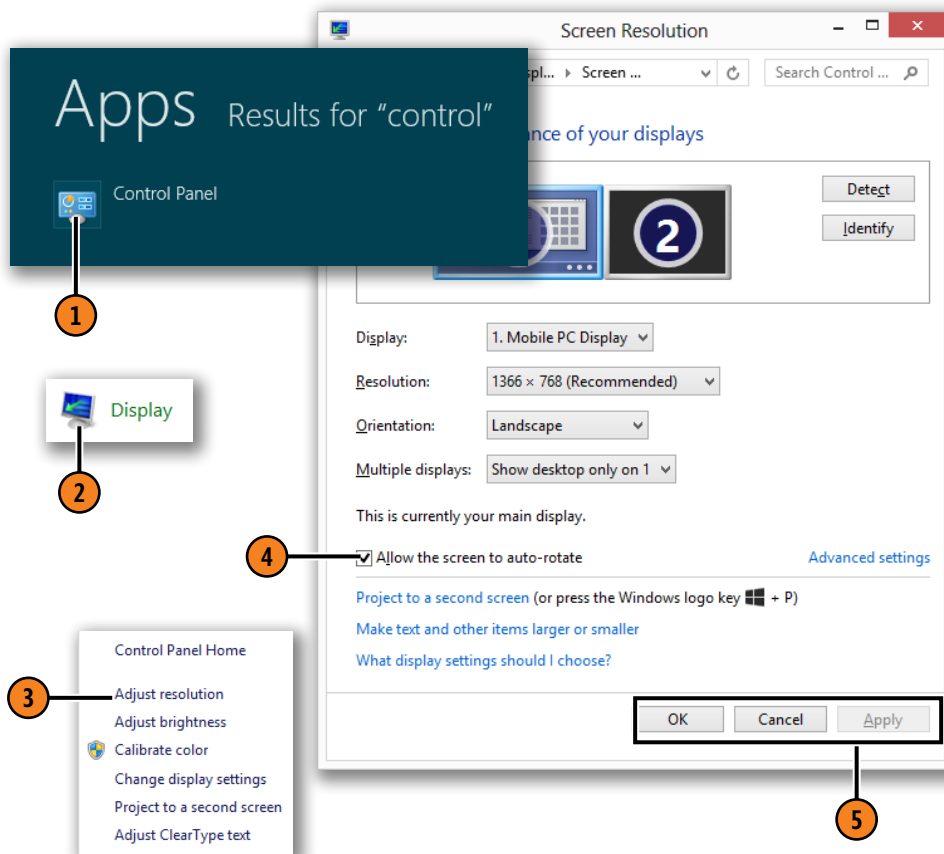 Screen Resolution
spl... Screen ...
Search Control ...
Apps Results for “control”
Control Panel
1
nce of your displays
2
Detect
Identify
Display: 1. Mobile PC Display
Resolution: 1366 × 768 (Recommended)
Orientation: Landscape
Multiple displays: Show desktop only on 1
This is currently your main display.
4
Allow the screen to auto-rotate
Advanced settings
Project to a second screen (or press the Windows logo key + P)
Make text and other items larger or smaller
What display settings should I choose?
OK Cancel Apply
5
Display
2
3
Control Panel Home
Adjust resolution
Adjust brightness
Calibrate color
Change display settings
Project to a second screen
Adjust ClearType text